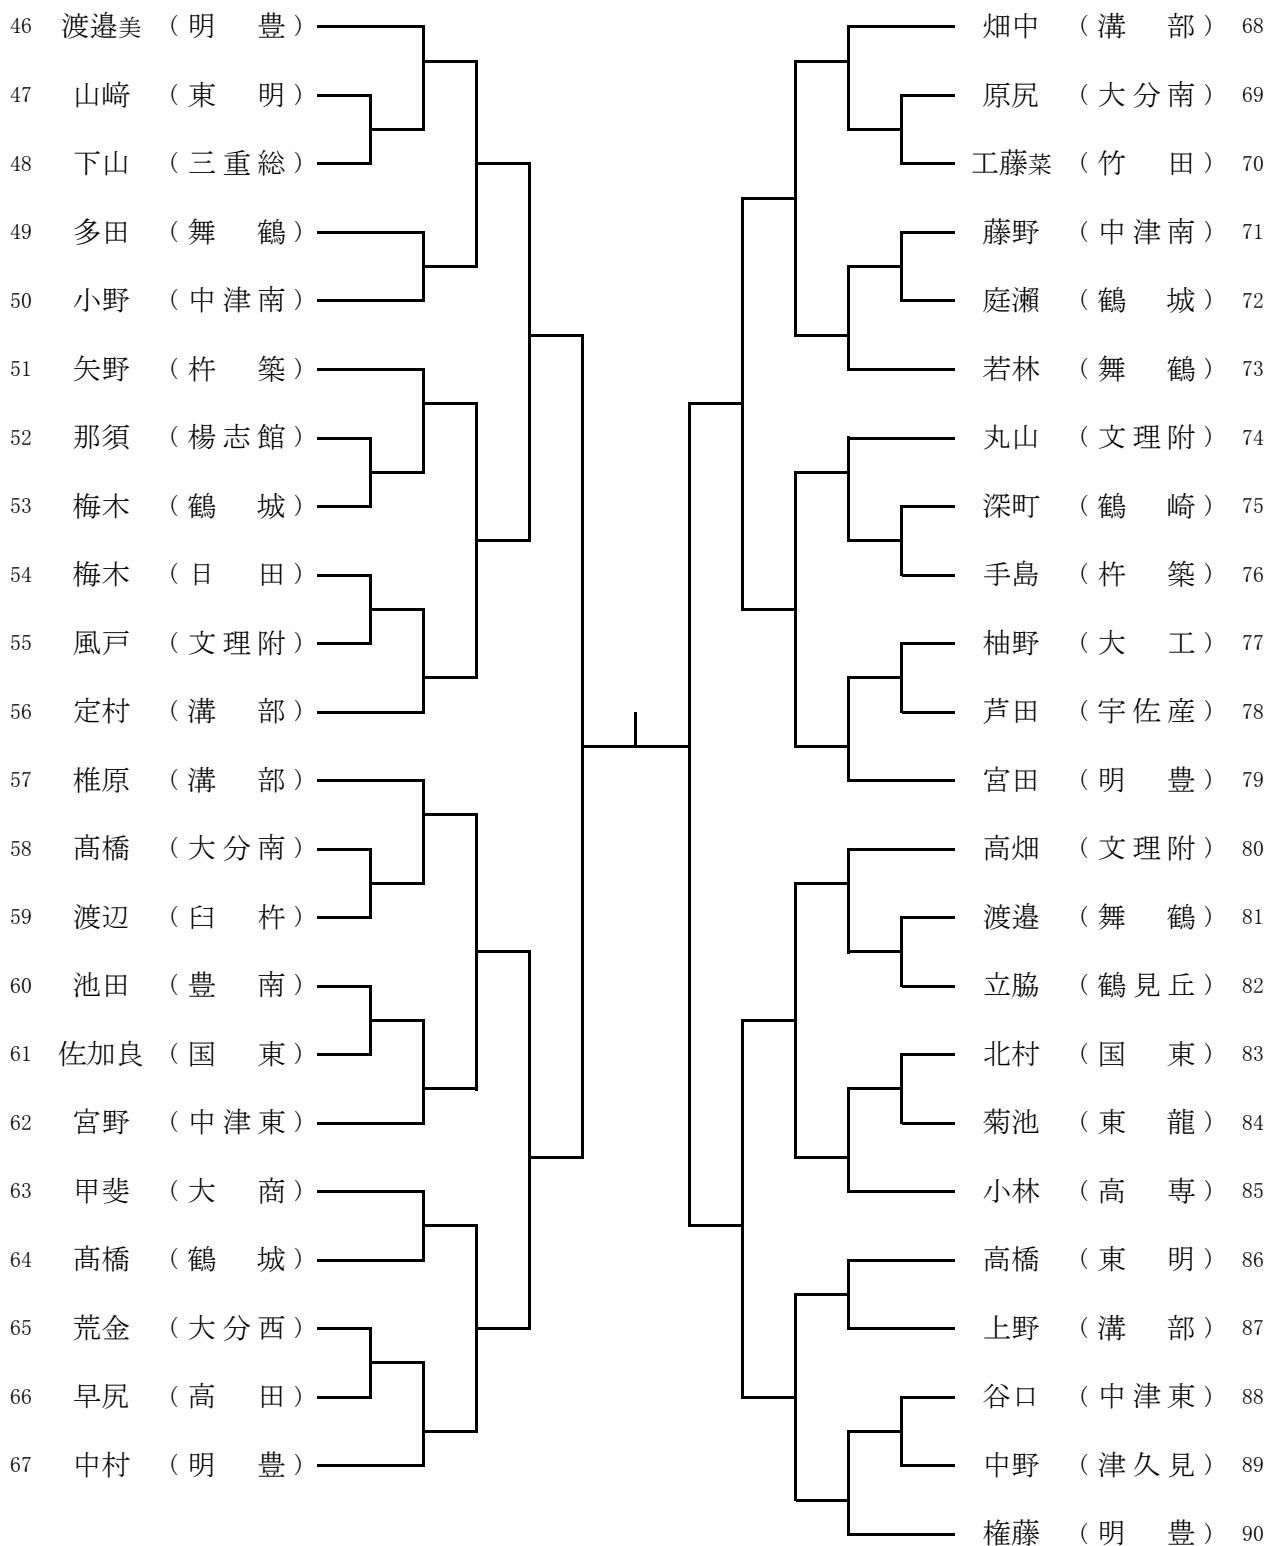 46 渡邉美 （明　豊）
47 山﨑 （東　明）
48 下山 （三重総）
49 多田 （舞　鶴）
50 小野 （中津南）
51 矢野 （杵　築）
52 那須 （楊志館）
53 梅木 （鶴　城）
54 梅木 （日　田）
55 風戸 （文理附）
56 定村 （溝　部）
57 椎原 （溝　部）
58 髙橋 （大分南）
59 渡辺 （臼　杵）
60 池田 （豊　南）
61 佐加良 （国　東）
62 宮野 （中津東）
63 甲斐 （大　商）
64 髙橋 （鶴　城）
65 荒金 （大分西）
66 早尻 （高　田）
67 中村 （明　豊）
畑中 （溝　部） 68
原尻 （大分南） 69
工藤菜 （竹　田） 70
藤野 （中津南） 71
庭瀬 （鶴　城） 72
若林 （舞　鶴） 73
丸山 （文理附） 74
深町 （鶴　崎） 75
手島 （杵　築） 76
柚野 （大　工） 77
芦田 （宇佐産） 78
宮田 （明　豊） 79
高畑 （文理附） 80
渡邉 （舞　鶴） 81
立脇 （鶴見丘） 82
北村 （国　東） 83
菊池 （東　龍） 84
小林 （高　専） 85
高橋 （東　明） 86
上野 （溝　部） 87
谷口 （中津東） 88
中野 （津久見） 89
権藤 （明　豊） 90